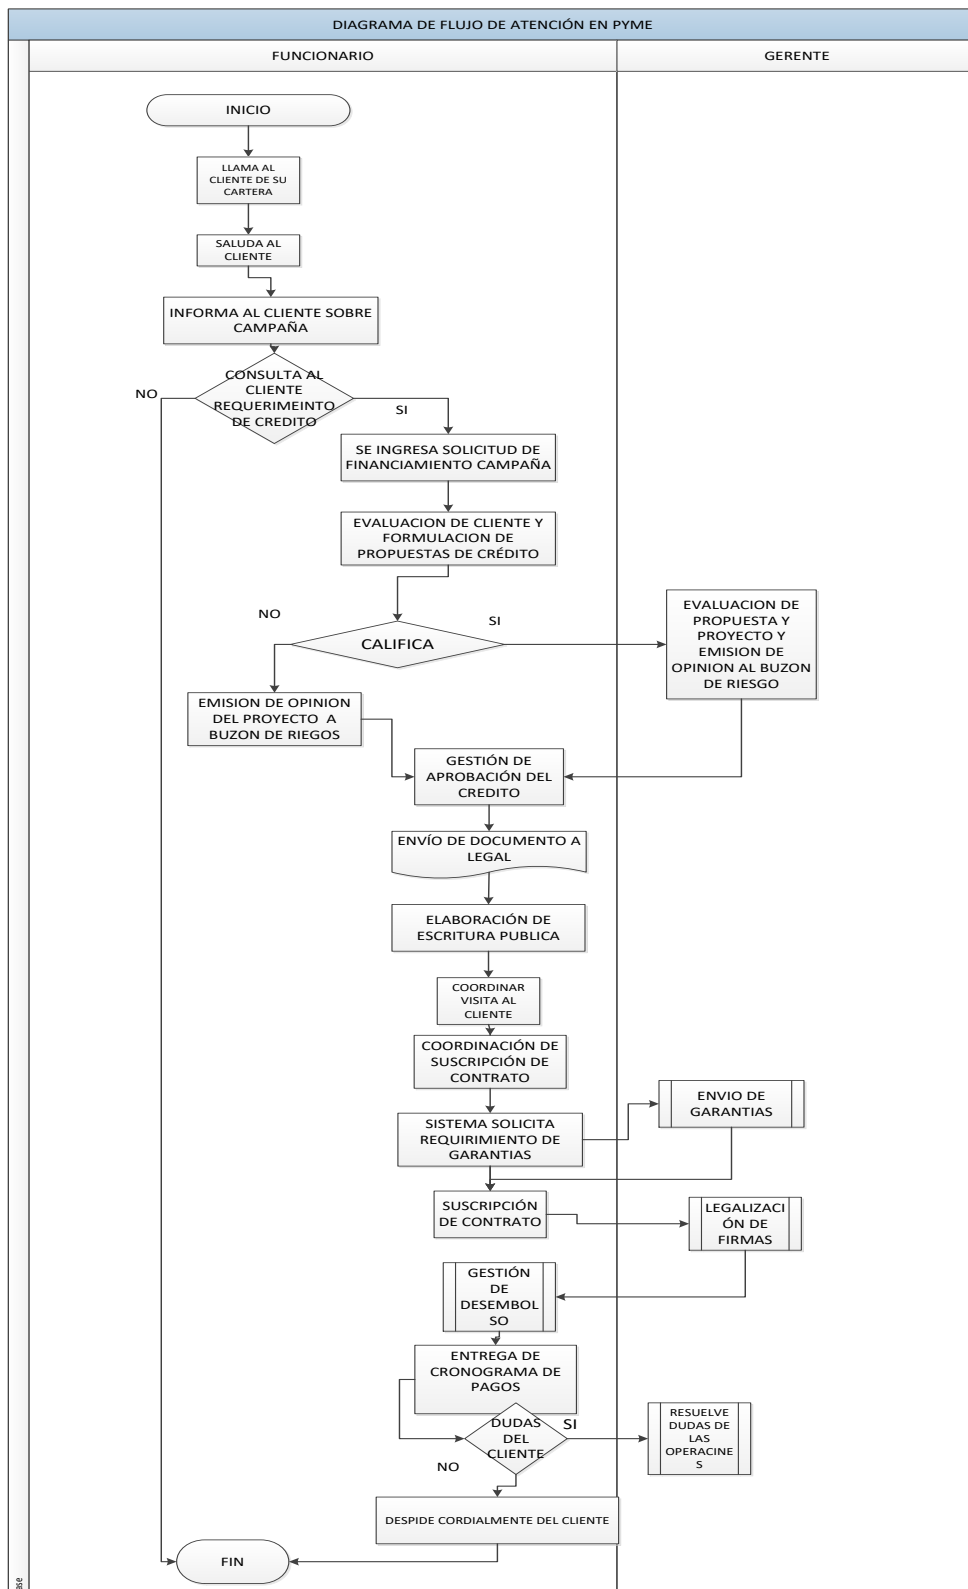 DIAGRAMA DE FLUJO DE ATENCIÓN EN PYME
FUNCIONARIO
GERENTE
INICIO
LLAMA AL
CLIENTE DE SU
CARTERA
SALUDA AL
CLIENTE
INFORMA AL CLIENTE SOBRE
CAMPAÑA
CONSULTA AL
CLIENTE
REQUERIMEINTO
DE CREDITO
NO
SI
SE INGRESA SOLICITUD DE
FINANCIAMIENTO CAMPAÑA
EVALUACION DE CLIENTE Y
FORMULACION DE
PROPUESTAS DE CRÉDITO
NO
SI
CALIFICA
EVALUACION DE
PROPUESTA Y
PROYECTO Y
EMISION DE
OPINION AL BUZON
DE RIESGO
EMISION DE OPINION
DEL PROYECTO A
BUZON DE RIEGOS
GESTIÓN DE
APROBACIÓN DEL
CREDITO
ENVÍO DE DOCUMENTO A
LEGAL
ELABORACIÓN DE
ESCRITURA PUBLICA
COORDINAR
VISITA AL
CLIENTE
COORDINACIÓN DE
SUSCRIPCIÓN DE
CONTRATO
SISTEMA SOLICITA
REQUIRIMIENTO DE
GARANTIAS
ENVIO DE
GARANTIAS
SUSCRIPCIÓN
DE CONTRATO
LEGALIZACI
ÓN DE
FIRMAS
GESTIÓN
DE
DESEMBOL
SO
ENTREGA DE
CRONOGRAMA DE
PAGOS
DUDAS
DEL
CLIENTE
SI
NO
RESUELVE
DUDAS DE
LAS
OPERACINE
S
DESPIDE CORDIALMENTE DEL CLIENTE
FIN